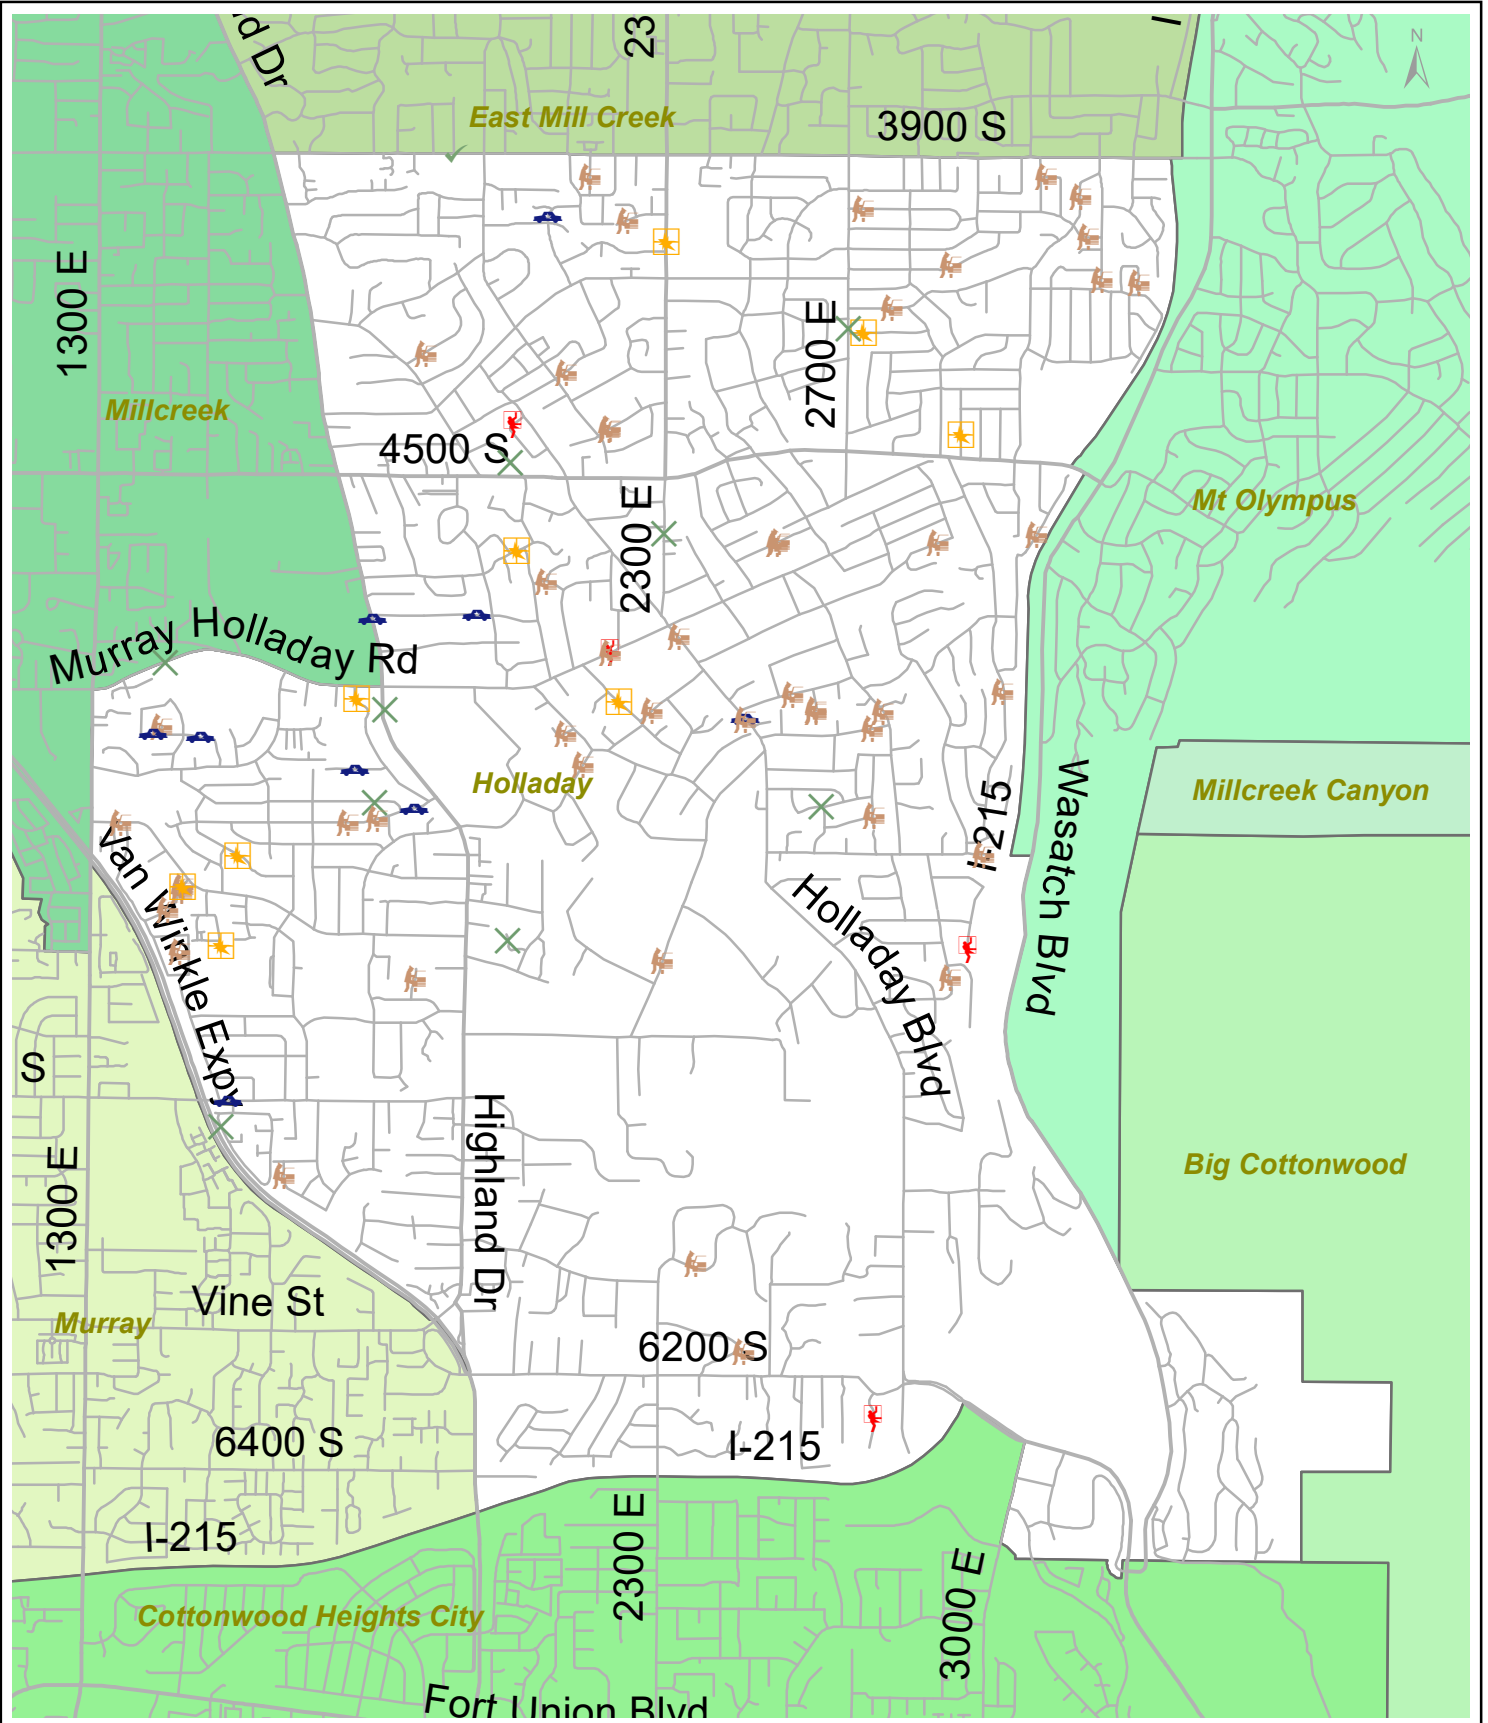 nd Dr
23
N
East Mill Creek
3900 S
1300 E
2700 E
Millcreek
4500 S
Mt Olympus
2300 E
Murray Holladay Rd
Holladay
Millcreek Canyon
I-215
Wasatch Blvd
Van Winkle Expy
Holladay Blvd
S
Highland Dr
Big Cottonwood
1300 E
Vine St
Murray
6200 S
6400 S
I-215
I-215
2300 E
3000 E
Cottonwood Heights City
Fort Union Blvd